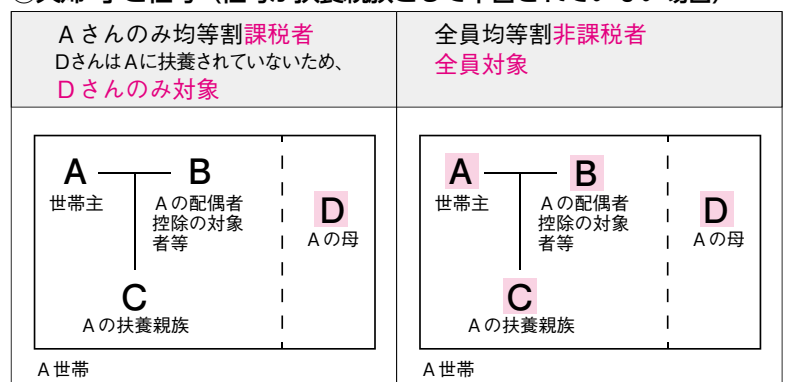 Aさんのみ均等割課税者
DさんはAに扶養されていないため、
Dさんのみ対象
全員均等割非課税者
全員対象
A
B
世帯主
Aの配偶者
控除の対象
者等
D
Aの母
C
Aの扶養親族
A世帯
A
B
世帯主
Aの配偶者
控除の対象
者等
D
Aの母
C
Aの扶養親族
A世帯